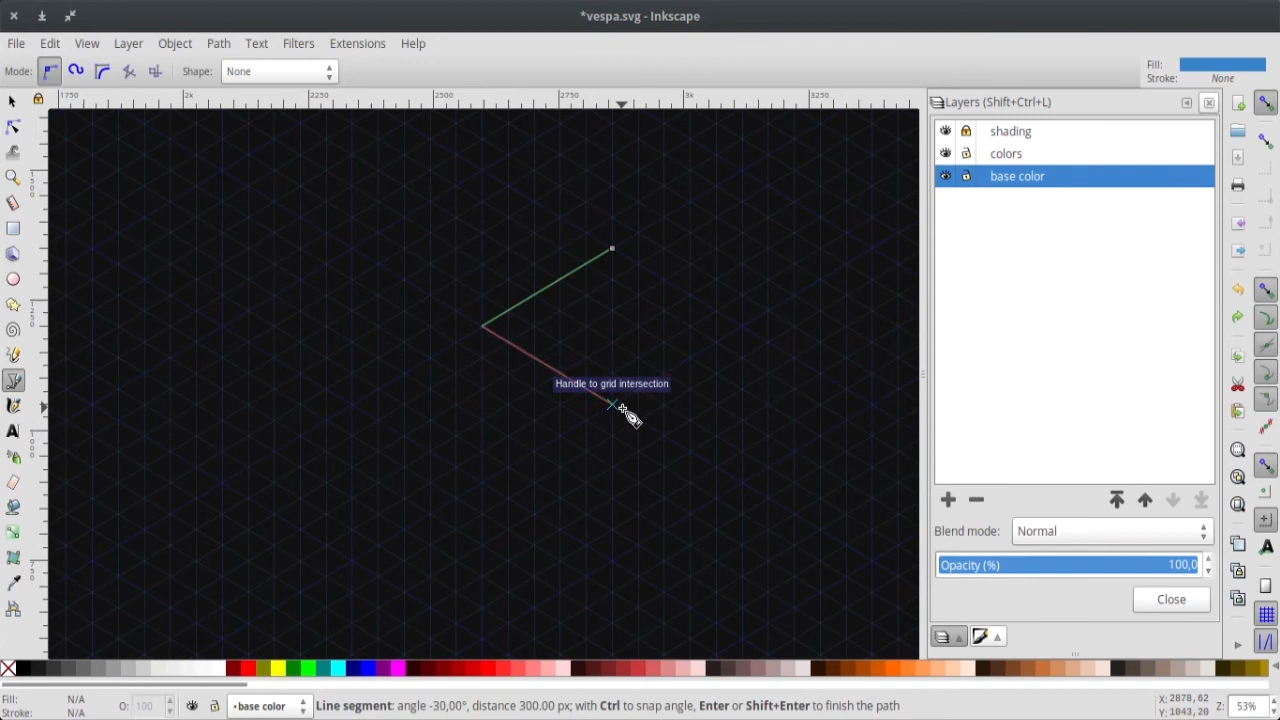 *vespa.svg - Inkscape
File Edit View Layer Object Path Text Filters Extensions Help
Mode: Shape: None
Fill:
Stroke: None
1750 2k 2250 2500 2750 3k 3250
Layers (Shift+Ctrl+L)
shading
colors
base color
Handle to grid intersection
Blend mode: Normal
Opacity (%) 100,0
Close
Fill: N/A
Stroke: N/A
O: 100
•base color
Line segment: angle -30,00°, distance 300.00 px; with Ctrl to snap angle, Enter or Shift+Enter to finish the path
X: 2878,62
Y: 1043,20
Z: 53%